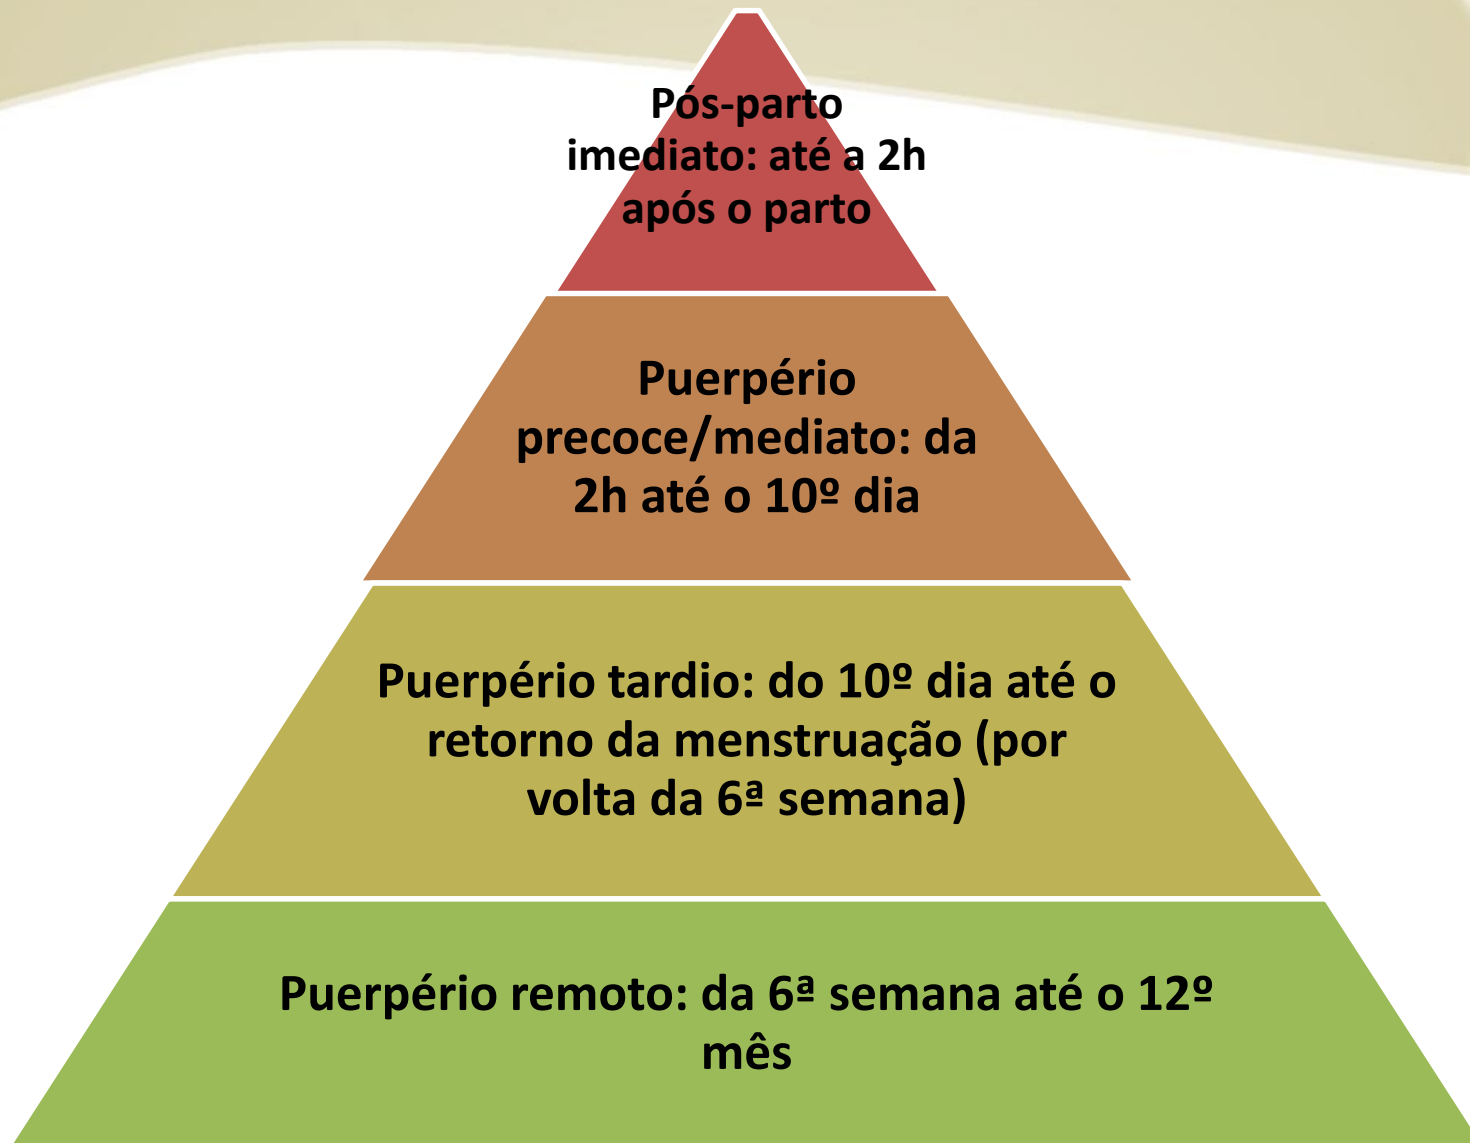 Pós-parto
imediato: até a 2h
após o parto
Puerpério
precoce/mediato: da
2h até o 10º dia
Puerpério tardio: do 10º dia até o
retorno da menstruação (por
volta da 6ª semana)
Puerpério remoto: da 6ª semana até o 12º
mês